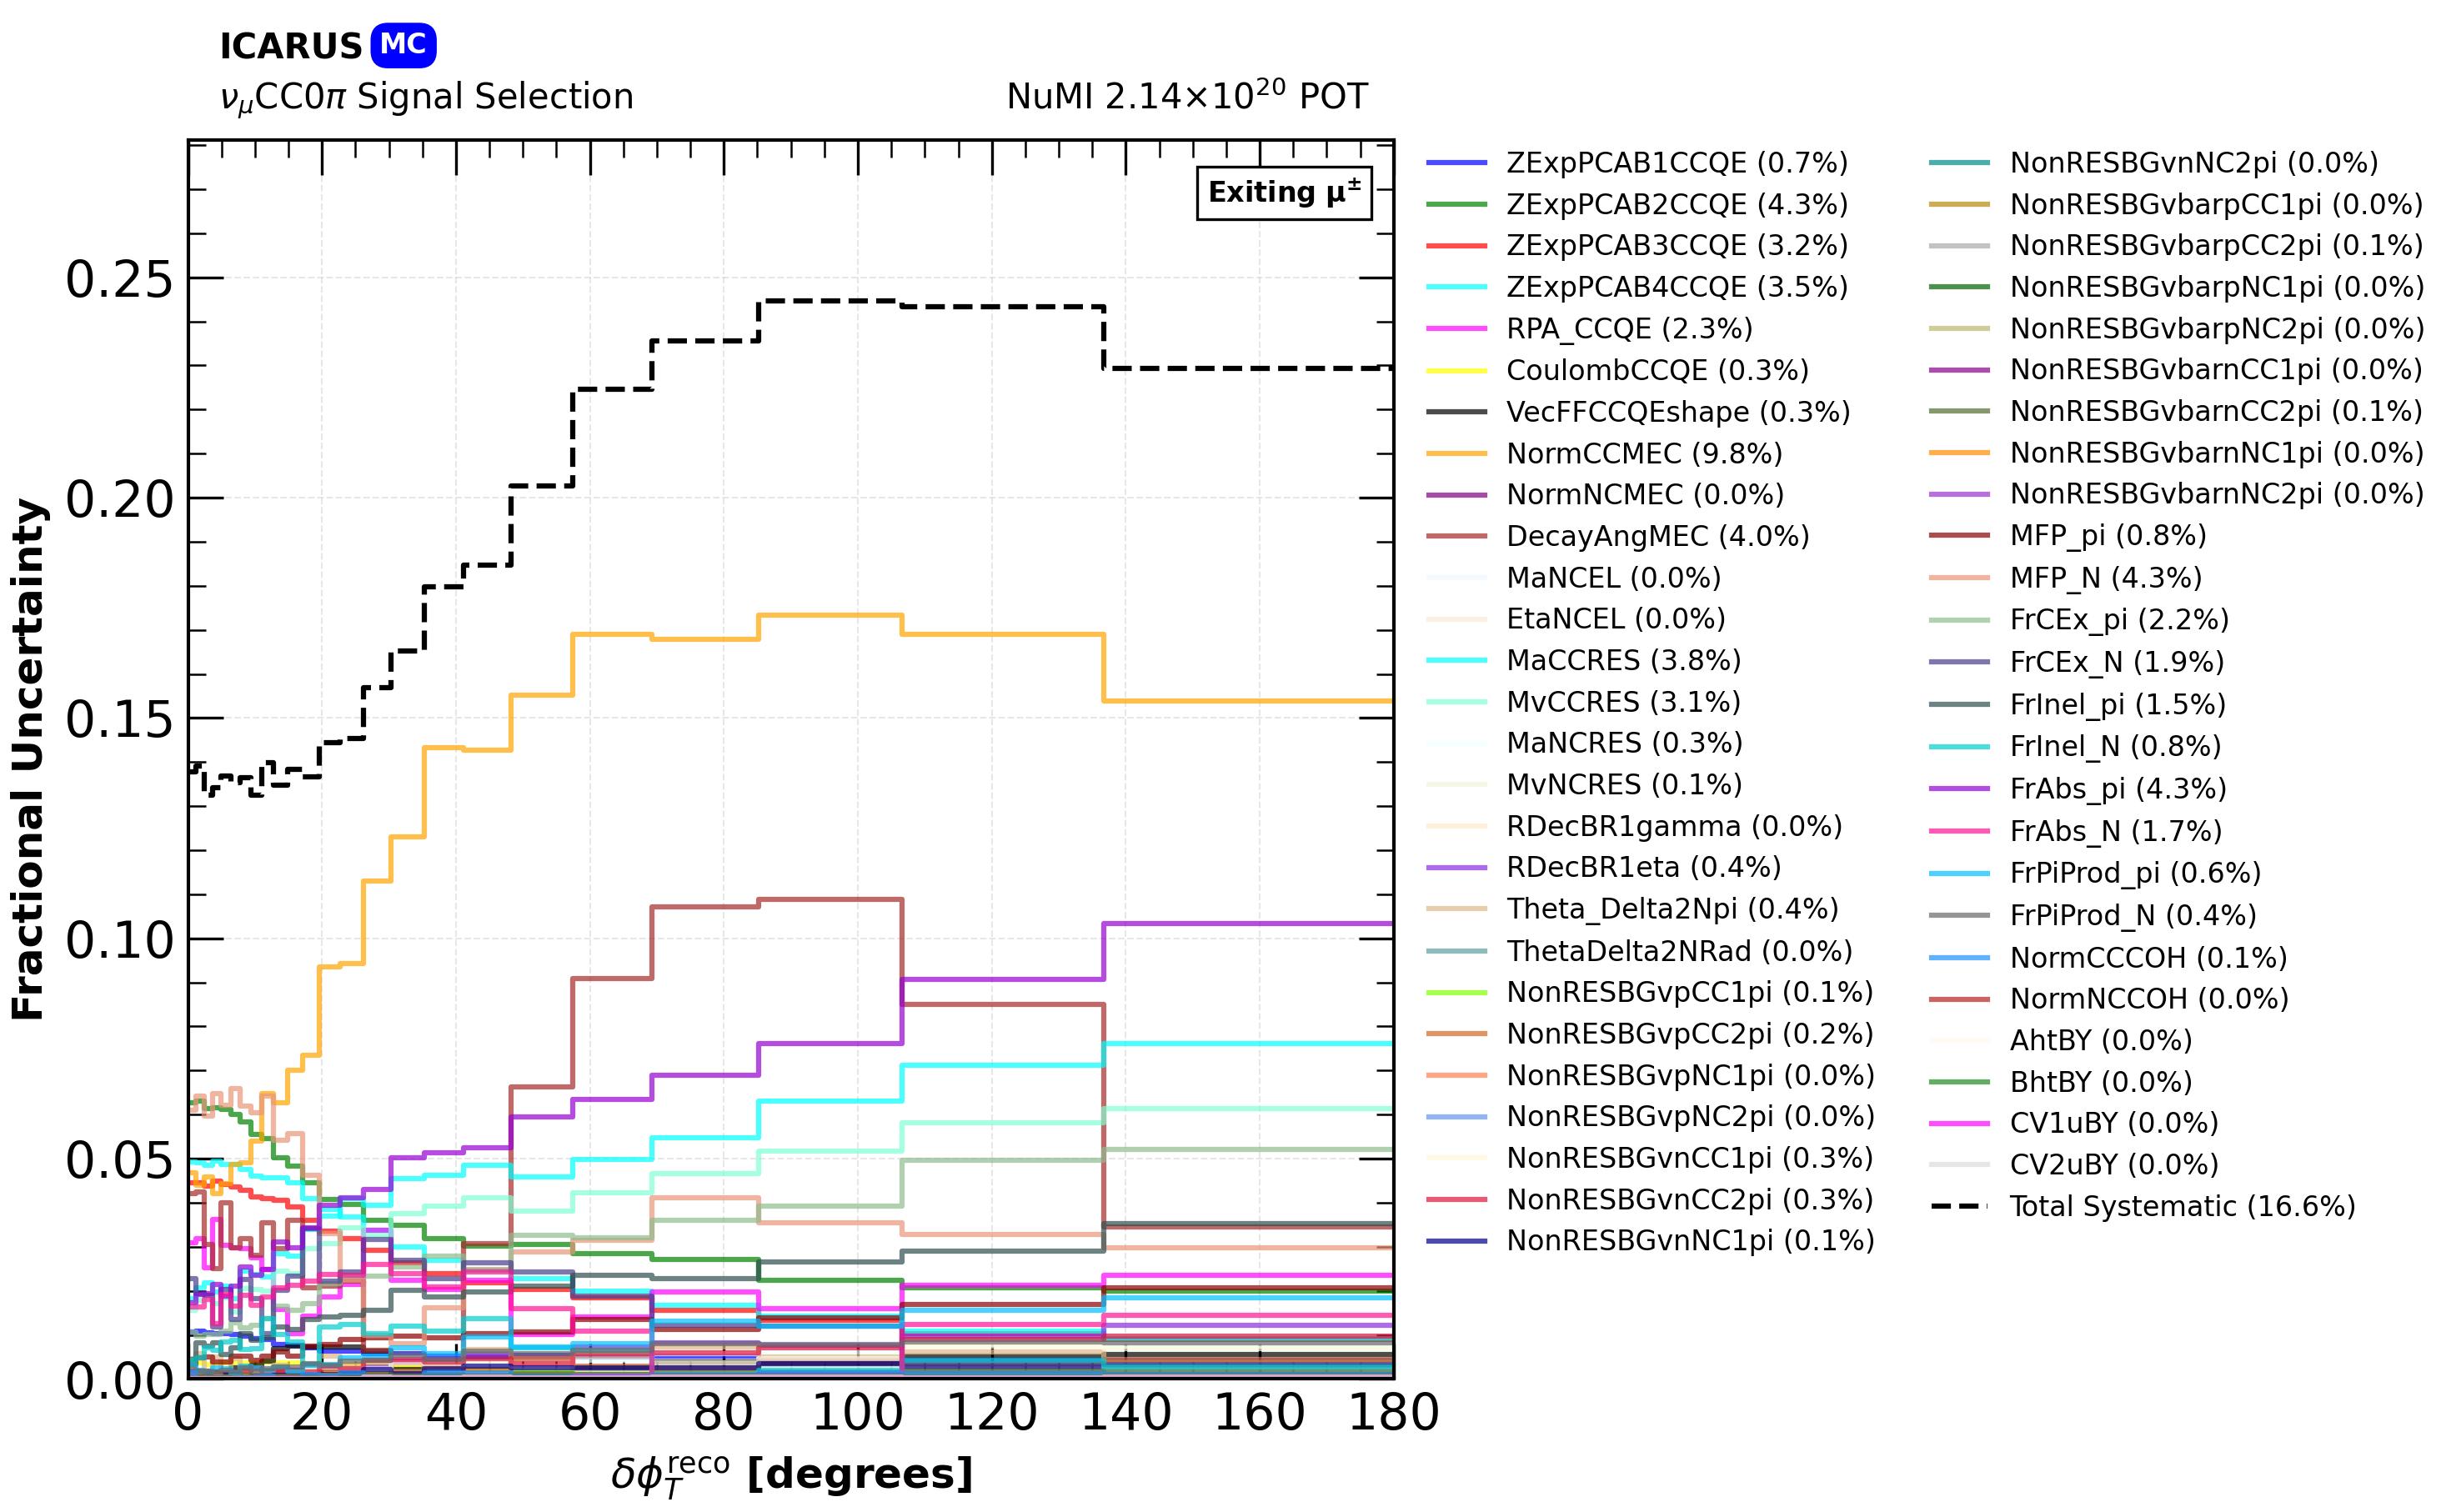 ICARUS MC
νμCC0π Signal Selection
NuMI 2.14×10²⁰ POT
Exiting μ±
Fractional Uncertainty
0.25
0.20
0.15
0.10
0.05
0.00
0 20 40 60 80 100 120 140 160 180
δϕ_T^reco [degrees]
ZExpPCAB1CCQE (0.7%)
ZExpPCAB2CCQE (4.3%)
ZExpPCAB3CCQE (3.2%)
ZExpPCAB4CCQE (3.5%)
RPA_CCQE (2.3%)
CoulombCCQE (0.3%)
VecFFCCQEshape (0.3%)
NormCCMEC (9.8%)
NormNCMEC (0.0%)
DecayAngMEC (4.0%)
MaNCEL (0.0%)
EtaNCEL (0.0%)
MaCCRES (3.8%)
MvCCRES (3.1%)
MaNCRES (0.3%)
MvNCRES (0.1%)
RDecBR1gamma (0.0%)
RDecBR1eta (0.4%)
Theta_Delta2Npi (0.4%)
ThetaDelta2NRad (0.0%)
NonRESBGvpCC1pi (0.1%)
NonRESBGvpCC2pi (0.2%)
NonRESBGvpNC1pi (0.0%)
NonRESBGvpNC2pi (0.0%)
NonRESBGvnCC1pi (0.3%)
NonRESBGvnCC2pi (0.3%)
NonRESBGvnNC1pi (0.1%)
NonRESBGvnNC2pi (0.0%)
NonRESBGvbarpCC1pi (0.0%)
NonRESBGvbarpCC2pi (0.1%)
NonRESBGvbarpNC1pi (0.0%)
NonRESBGvbarpNC2pi (0.0%)
NonRESBGvbarnCC1pi (0.0%)
NonRESBGvbarnCC2pi (0.1%)
NonRESBGvbarnNC1pi (0.0%)
NonRESBGvbarnNC2pi (0.0%)
MFP_pi (0.8%)
MFP_N (4.3%)
FrCEx_pi (2.2%)
FrCEx_N (1.9%)
FrInel_pi (1.5%)
FrInel_N (0.8%)
FrAbs_pi (4.3%)
FrAbs_N (1.7%)
FrPiProd_pi (0.6%)
FrPiProd_N (0.4%)
NormCCCOH (0.1%)
NormNCCOH (0.0%)
AhtBY (0.0%)
BhtBY (0.0%)
CV1uBY (0.0%)
CV2uBY (0.0%)
Total Systematic (16.6%)